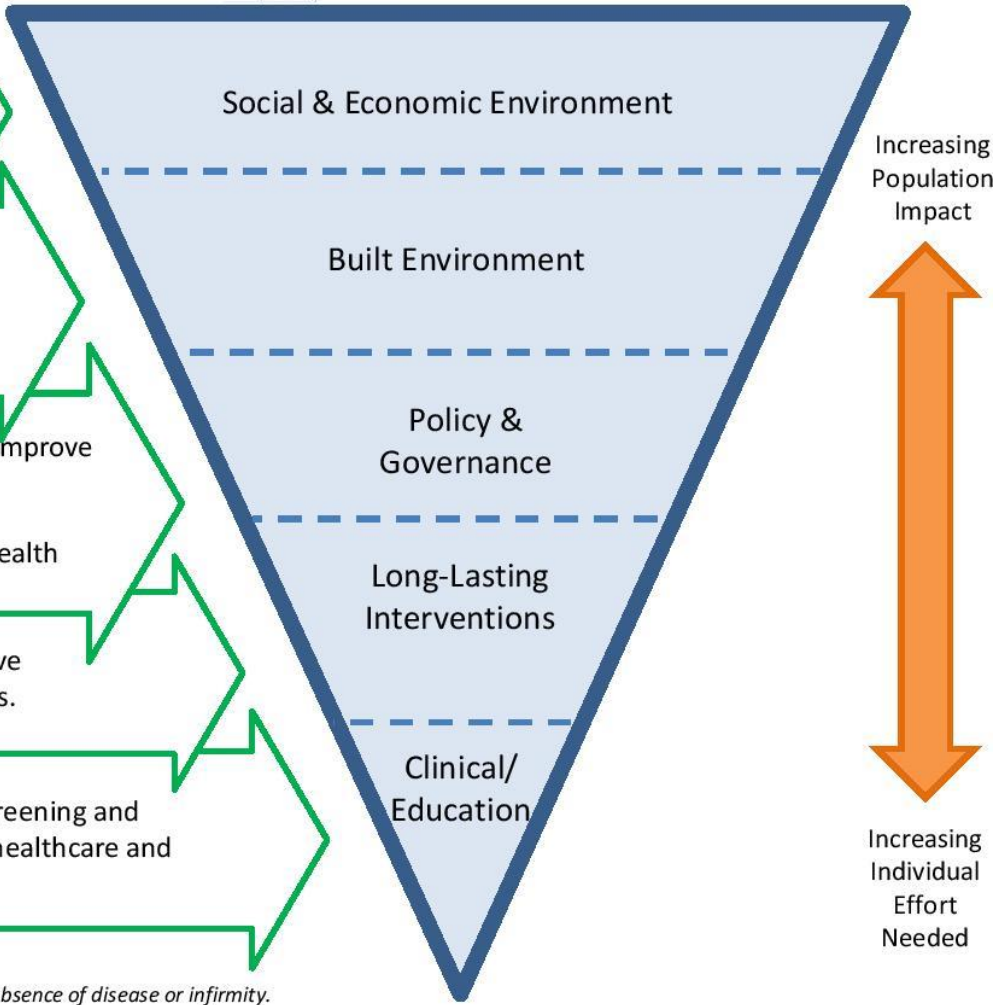 Social & Economic Environment
Increasing
Population
Impact
Built Environment
Policy &
Governance
mprove
ealth
Long-Lasting
Interventions
ve
s.
Clinical/
Education
reening and
healthcare and
Increasing
Individual
Effort
Needed
bsence of disease or infirmity.